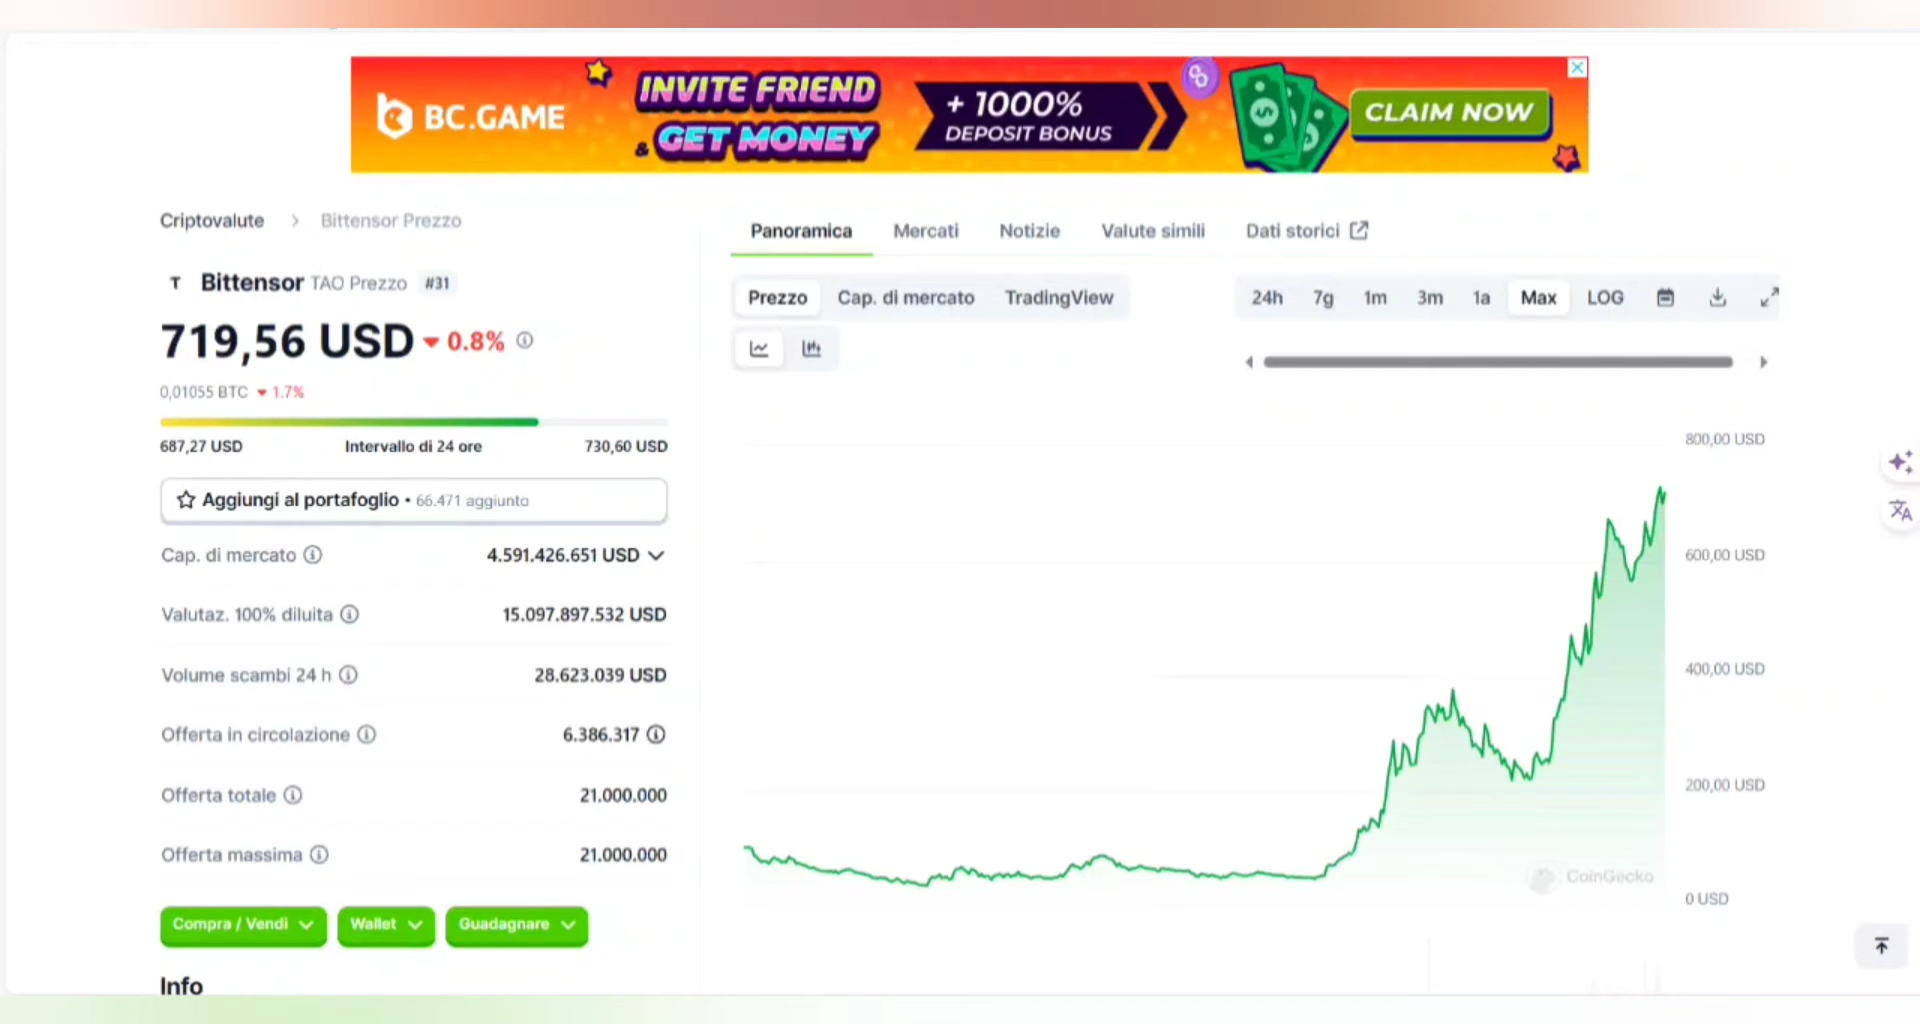 BC.GAME
INVITE FRIEND
& GET MONEY
+ 1000%
DEPOSIT BONUS
CLAIM NOW
Criptovalute > Bittensor Prezzo
T Bittensor TAO Prezzo #31
719,56 USD 0.8%
0,01055 BTC 1.7%
687,27 USD Intervallo di 24 ore 730,60 USD
Aggiungi al portafoglio • 66.471 aggiunto
Cap. di mercato 4.591.426.651 USD
Valutaz. 100% diluita 15.097.897.532 USD
Volume scambi 24 h 28.623.039 USD
Offerta in circolazione 6.386.317
Offerta totale 21.000.000
Offerta massima 21.000.000
Compra / Vendi Wallet Guadagnare
Info
Panoramica Mercati Notizie Valute simili Dati storici
Prezzo Cap. di mercato TradingView
24h 7g 1m 3m 1a Max LOG
800,00 USD
600,00 USD
400,00 USD
200,00 USD
0 USD
CoinGecko